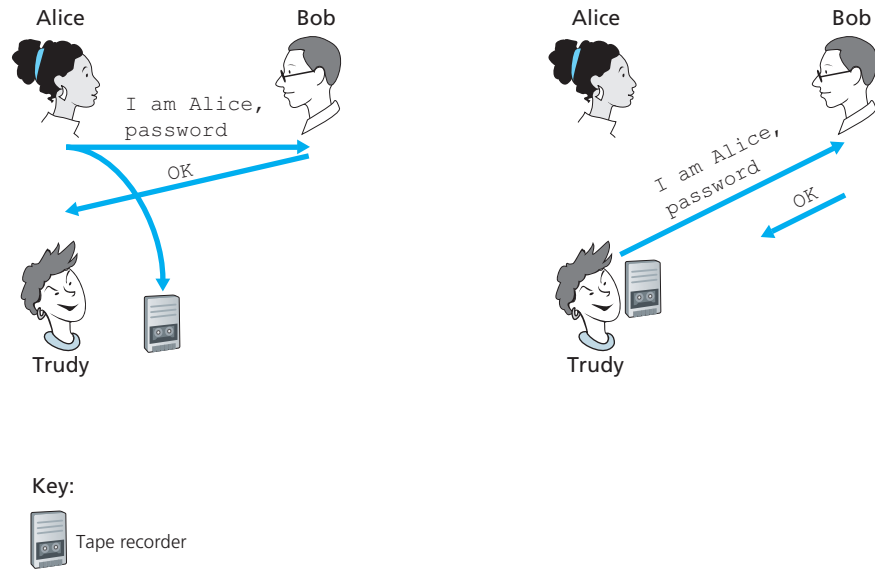 Alice
Bob
I am Alice,
password
OK
Trudy
Alice
Bob
I am Alice,
password
OK
Trudy
Key:
Tape recorder